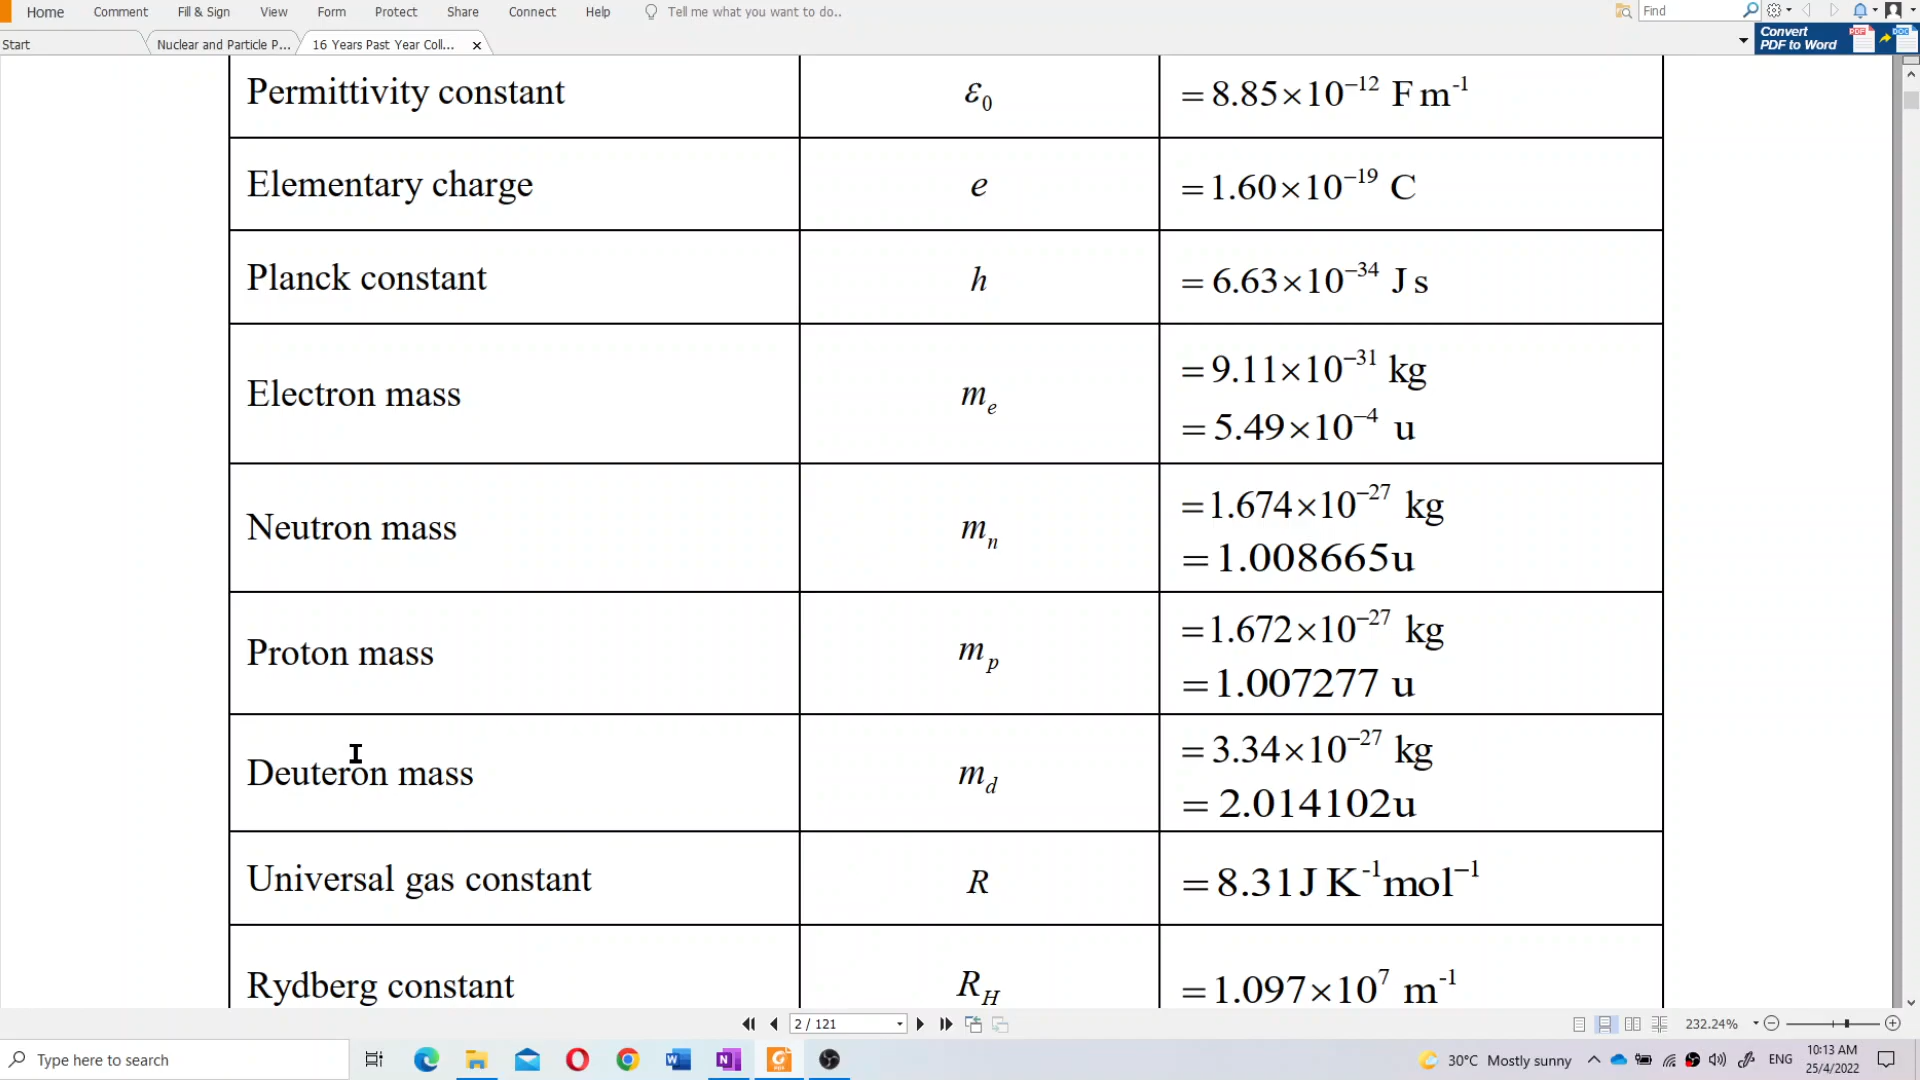 Home Comment Fill & Sign View Form Protect Share Connect Help Tell me what you want to do.. Find
Start Nuclear and Particle P... 16 Years Past Year Coll... × Convert PDF to Word PDF DOC
Permittivity constant ε₀ = 8.85×10⁻¹² F m⁻¹
Elementary charge e = 1.60×10⁻¹⁹ C
Planck constant h = 6.63×10⁻³⁴ J s
Electron mass mₑ = 9.11×10⁻³¹ kg
= 5.49×10⁻⁴ u
Neutron mass mₙ = 1.674×10⁻²⁷ kg
= 1.008665u
Proton mass mₚ = 1.672×10⁻²⁷ kg
= 1.007277 u
Deuteron mass m_d = 3.34×10⁻²⁷ kg
= 2.014102u
Universal gas constant R = 8.31J K⁻¹mol⁻¹
Rydberg constant R_H = 1.097×10⁷ m⁻¹
2 / 121 232.24%
Type here to search 30°C Mostly sunny ENG 10:13 AM
25/4/2022